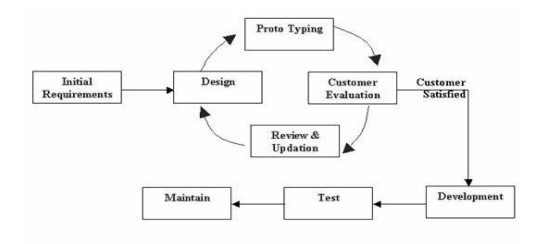 Proto Typing
Initial
Requirements
Design
Customer
Evaluation
Customer
Satisfied
Review &
Updation
Maintain
Test
Development